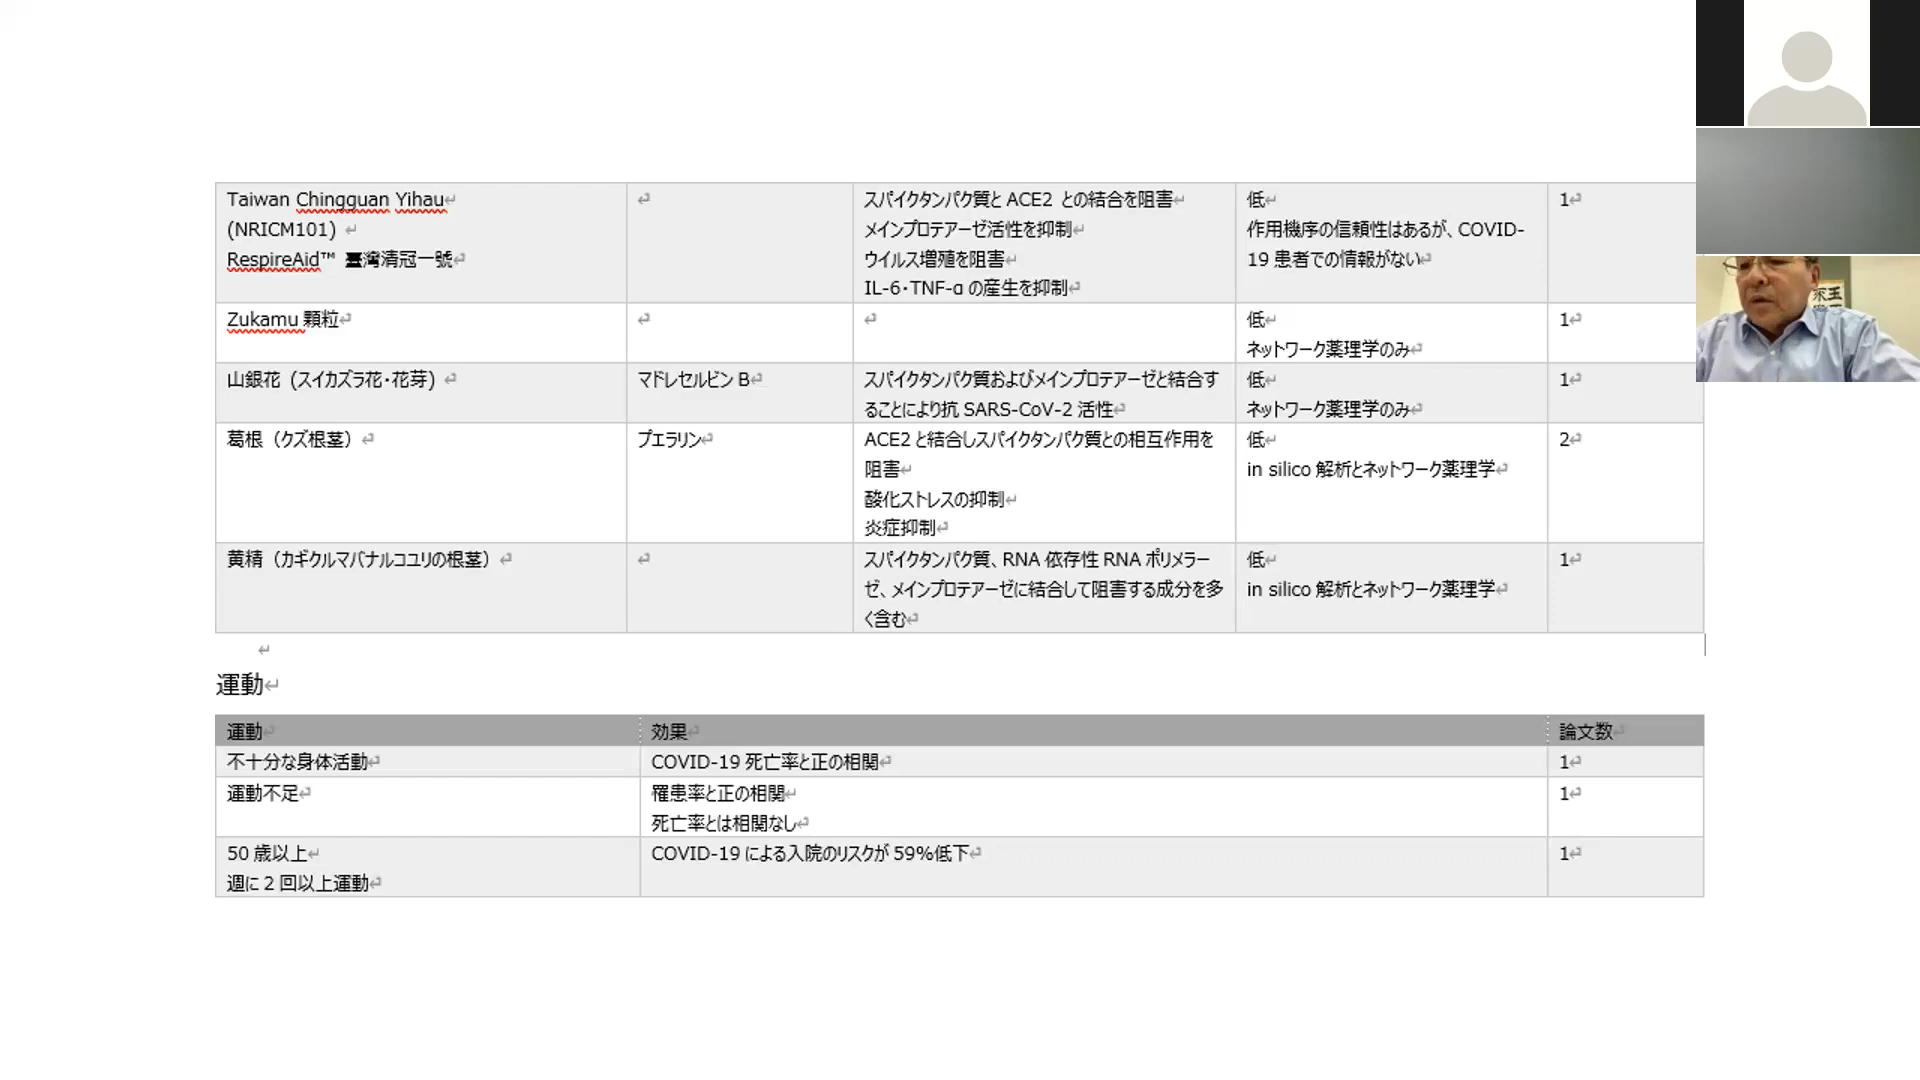 Taiwan Chingguan Yihau
(NRICM101)
RespireAid™ 臺灣清冠一號
スパイクタンパク質と ACE2 との結合を阻害
メインプロテアーゼ活性を抑制
ウイルス増殖を阻害
IL-6・TNF-α の産生を抑制
低
作用機序の信頼性はあるが、COVID-
19 患者での情報がない
1
Zukamu 顆粒
低
ネットワーク薬理学のみ
1
山銀花（スイカズラ花・花芽）
マドレセルビン B
スパイクタンパク質およびメインプロテアーゼと結合す
ることにより抗 SARS-CoV-2 活性
低
ネットワーク薬理学のみ
1
葛根（クズ根茎）
プエラリン
ACE2 と結合しスパイクタンパク質との相互作用を
阻害
酸化ストレスの抑制
炎症抑制
低
in silico 解析とネットワーク薬理学
2
黄精（カギクルマバナルコユリの根茎）
スパイクタンパク質、RNA 依存性 RNA ポリメラー
ゼ、メインプロテアーゼに結合して阻害する成分を多
く含む
低
in silico 解析とネットワーク薬理学
1
運動
運動
効果
論文数
不十分な身体活動
COVID-19 死亡率と正の相関
1
運動不足
罹患率と正の相関
死亡率とは相関なし
1
50 歳以上
週に 2 回以上運動
COVID-19 による入院のリスクが 59%低下
1